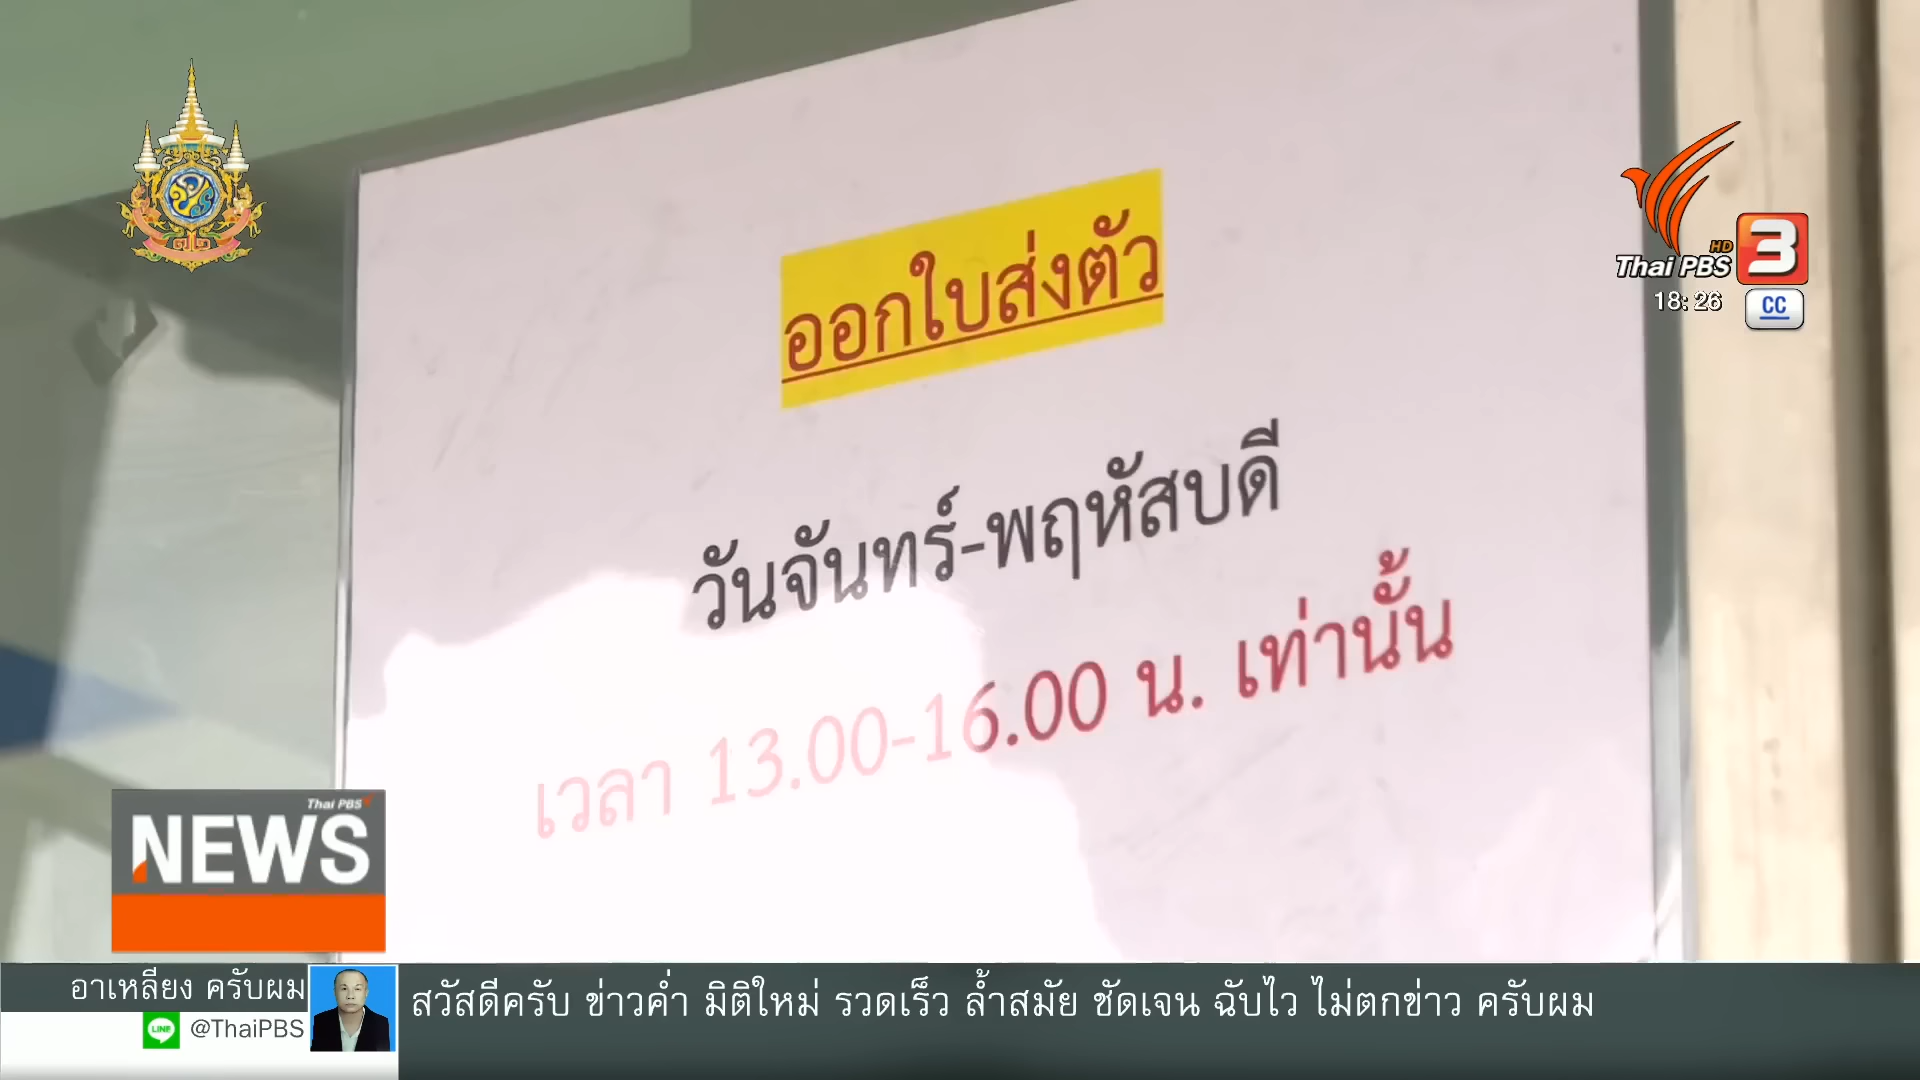 ออกใบส่งตัว
วันจันทร์-พฤหัสบดี
เวลา 13.00-16.00 น. เท่านั้น
๗๒
HD
Thai PBS 3
18:26
CC
Thai PBS
NEWS
อาเหลียง ครับผม
LINE @ThaiPBS
สวัสดีครับ ข่าวค่ำ มิติใหม่ รวดเร็ว ล้ำสมัย ชัดเจน ฉับไว ไม่ตกข่าว ครับผม